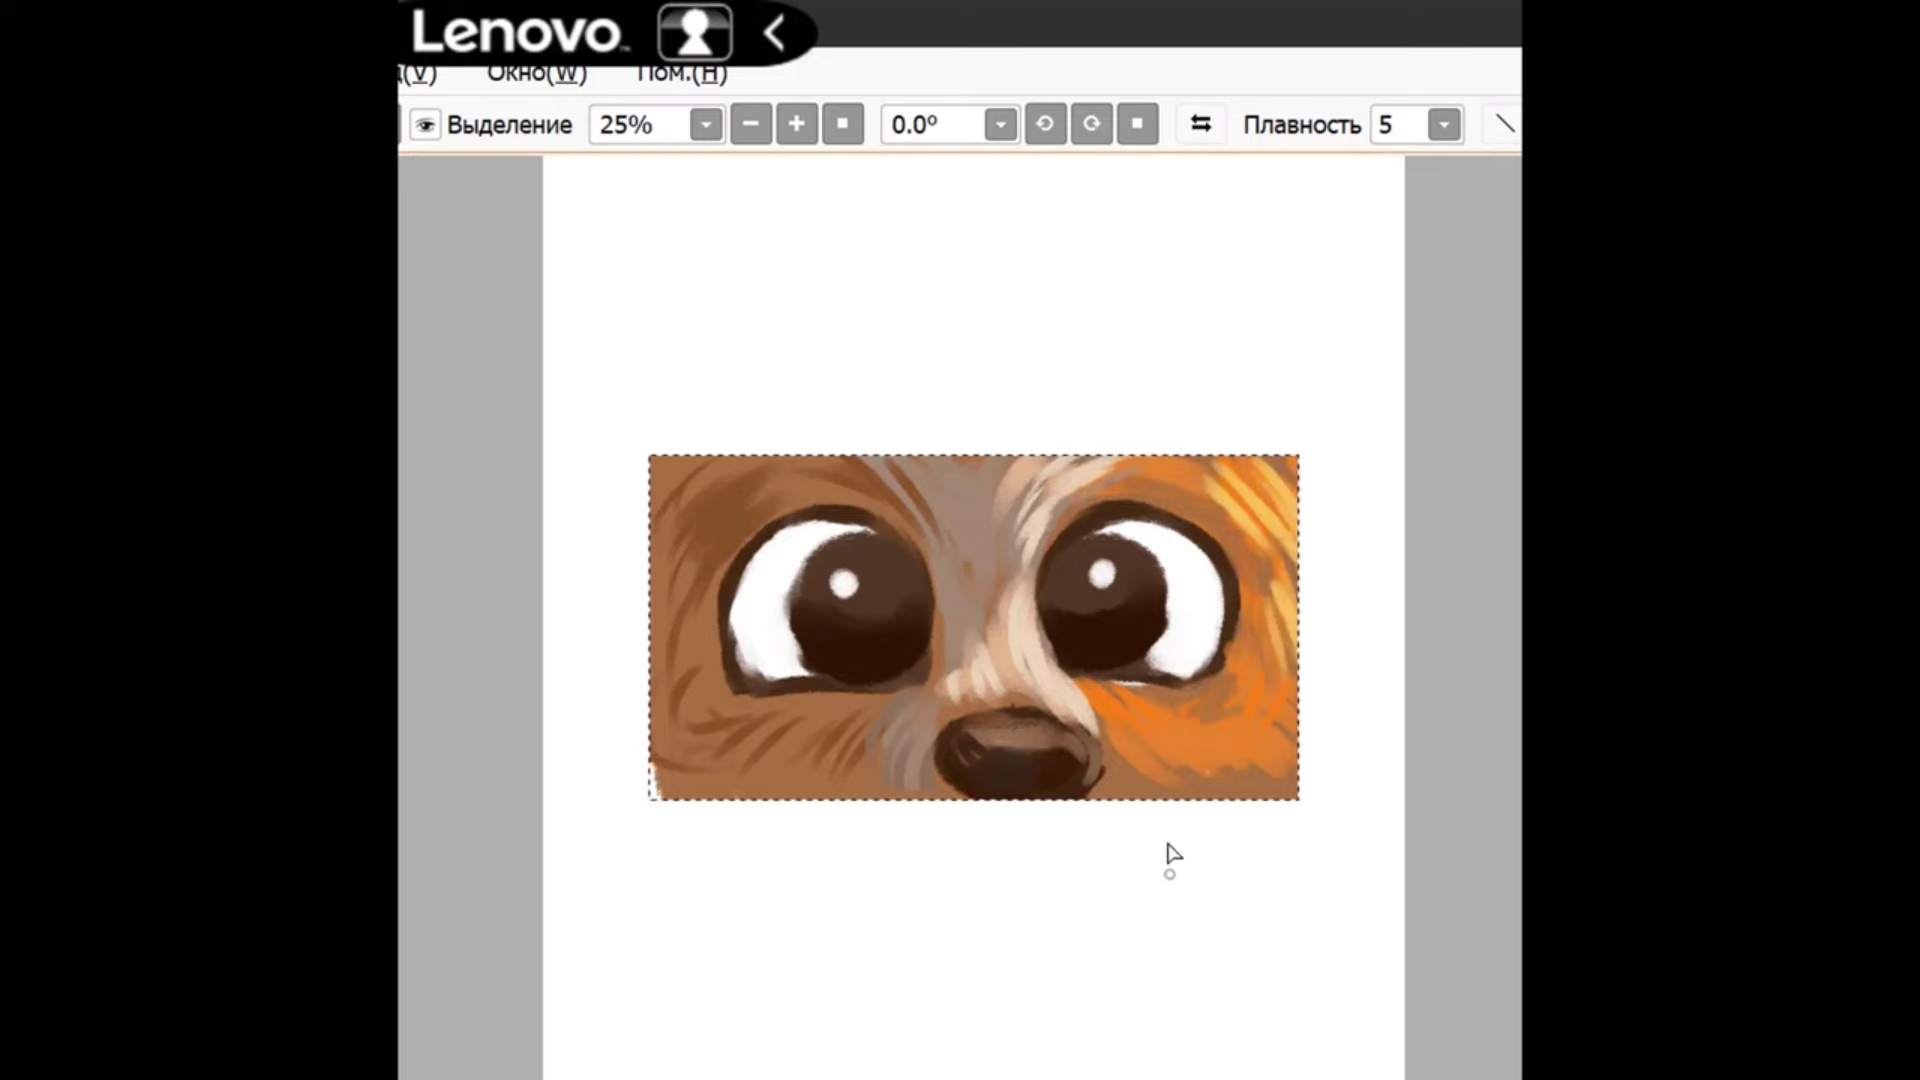 Lenovo
(V) Окно(W) Пом.(H)
Выделение 25% 0.0° Плавность 5